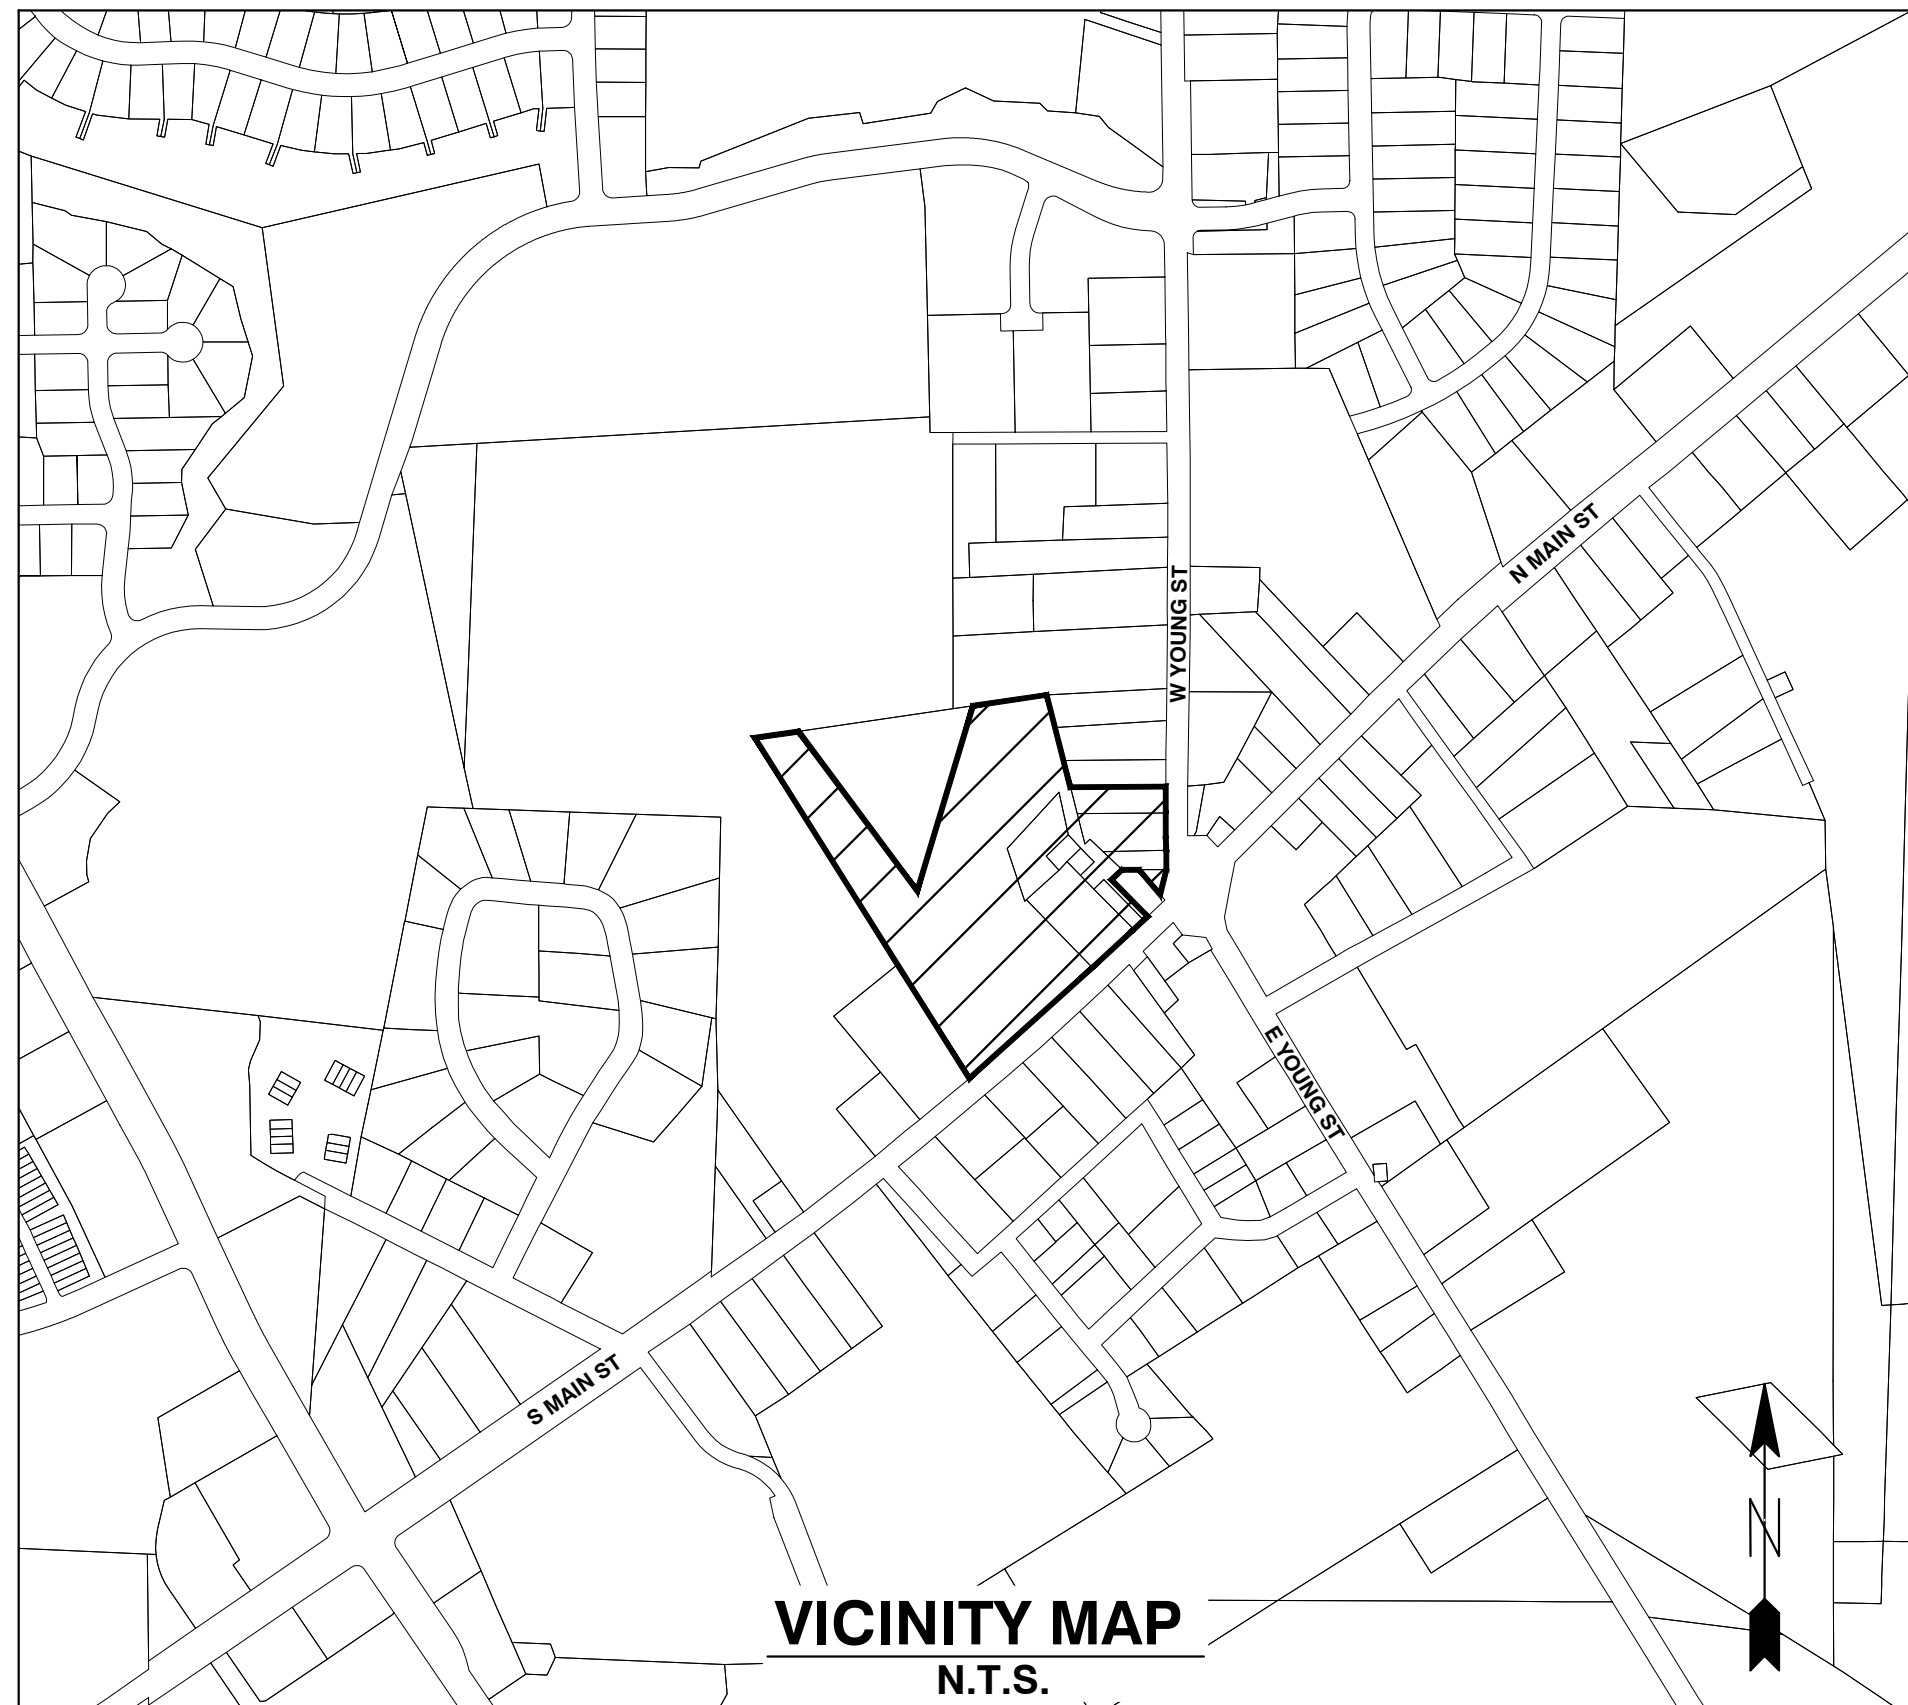 N MAIN ST
W YOUNG ST
E YOUNG ST
S MAIN ST
N
VICINITY MAP
N.T.S.